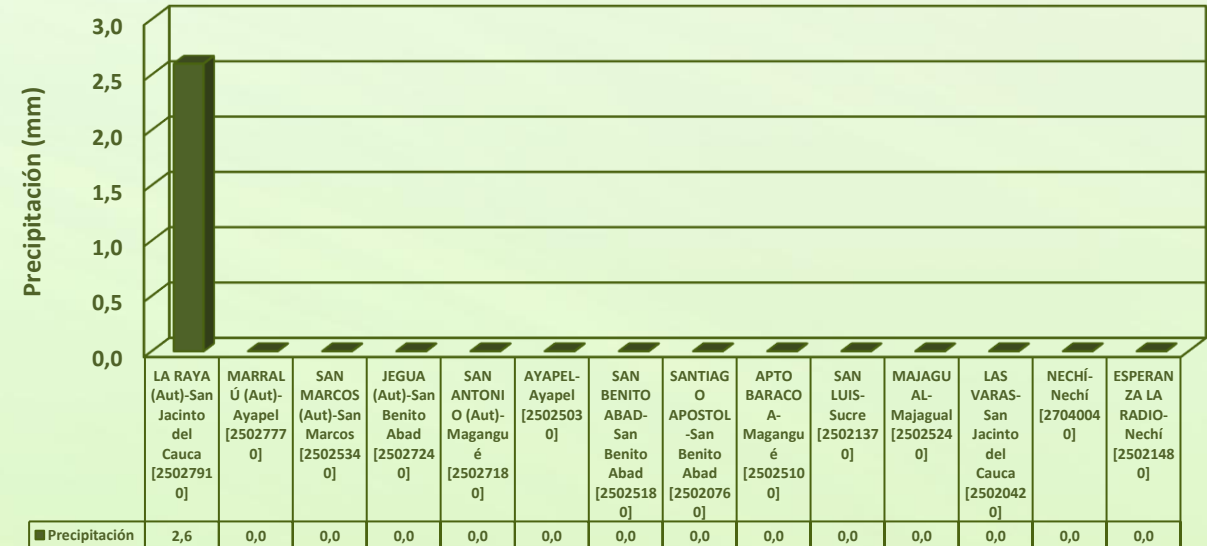 3,0
2,5
2,0
1,5
1,0
0,5
0,0
Precipitación (mm)
LA RAYA
(Aut)-San
Jacinto
del
Cauca
[2502791
0]
MARRAL
Ú (Aut)-
Ayapel
[2502777
0]
SAN
MARCOS
(Aut)-San
Marcos
[2502534
0]
JEGUA
(Aut)-San
Benito
Abad
[2502724
0]
SAN
ANTONI
O (Aut)-
Magangu
é
[2502718
0]
AYAPEL-
Ayapel
[2502503
0]
SAN
BENITO
ABAD-
San
Benito
Abad
[2502518
0]
SANTIAG
O
APOSTOL
-San
Benito
Abad
[2502076
0]
APTO
BARACO
A-
Magangu
é
[2502510
0]
SAN
LUIS-
Sucre
[2502137
0]
MAJAGU
AL-
Majagual
[2502524
0]
LAS
VARAS-
San
Jacinto
del
Cauca
[2502042
0]
NECHÍ-
Nechí
[2704004
0]
ESPERAN
ZA LA
RADIO-
Nechí
[2502148
0]
Precipitación 2,6 0,0 0,0 0,0 0,0 0,0 0,0 0,0 0,0 0,0 0,0 0,0 0,0 0,0